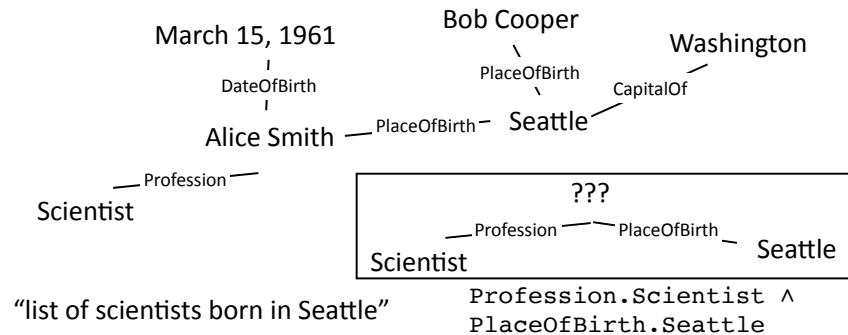 Bob Cooper
March 15, 1961
Washington
PlaceOfBirth
DateOfBirth
CapitalOf
Alice Smith
PlaceOfBirth
Seattle
Profession
Scientist
???
Profession
PlaceOfBirth
Scientist
Seattle
“list of scientists born in Seattle”
Profession.Scientist ∧
PlaceOfBirth.Seattle